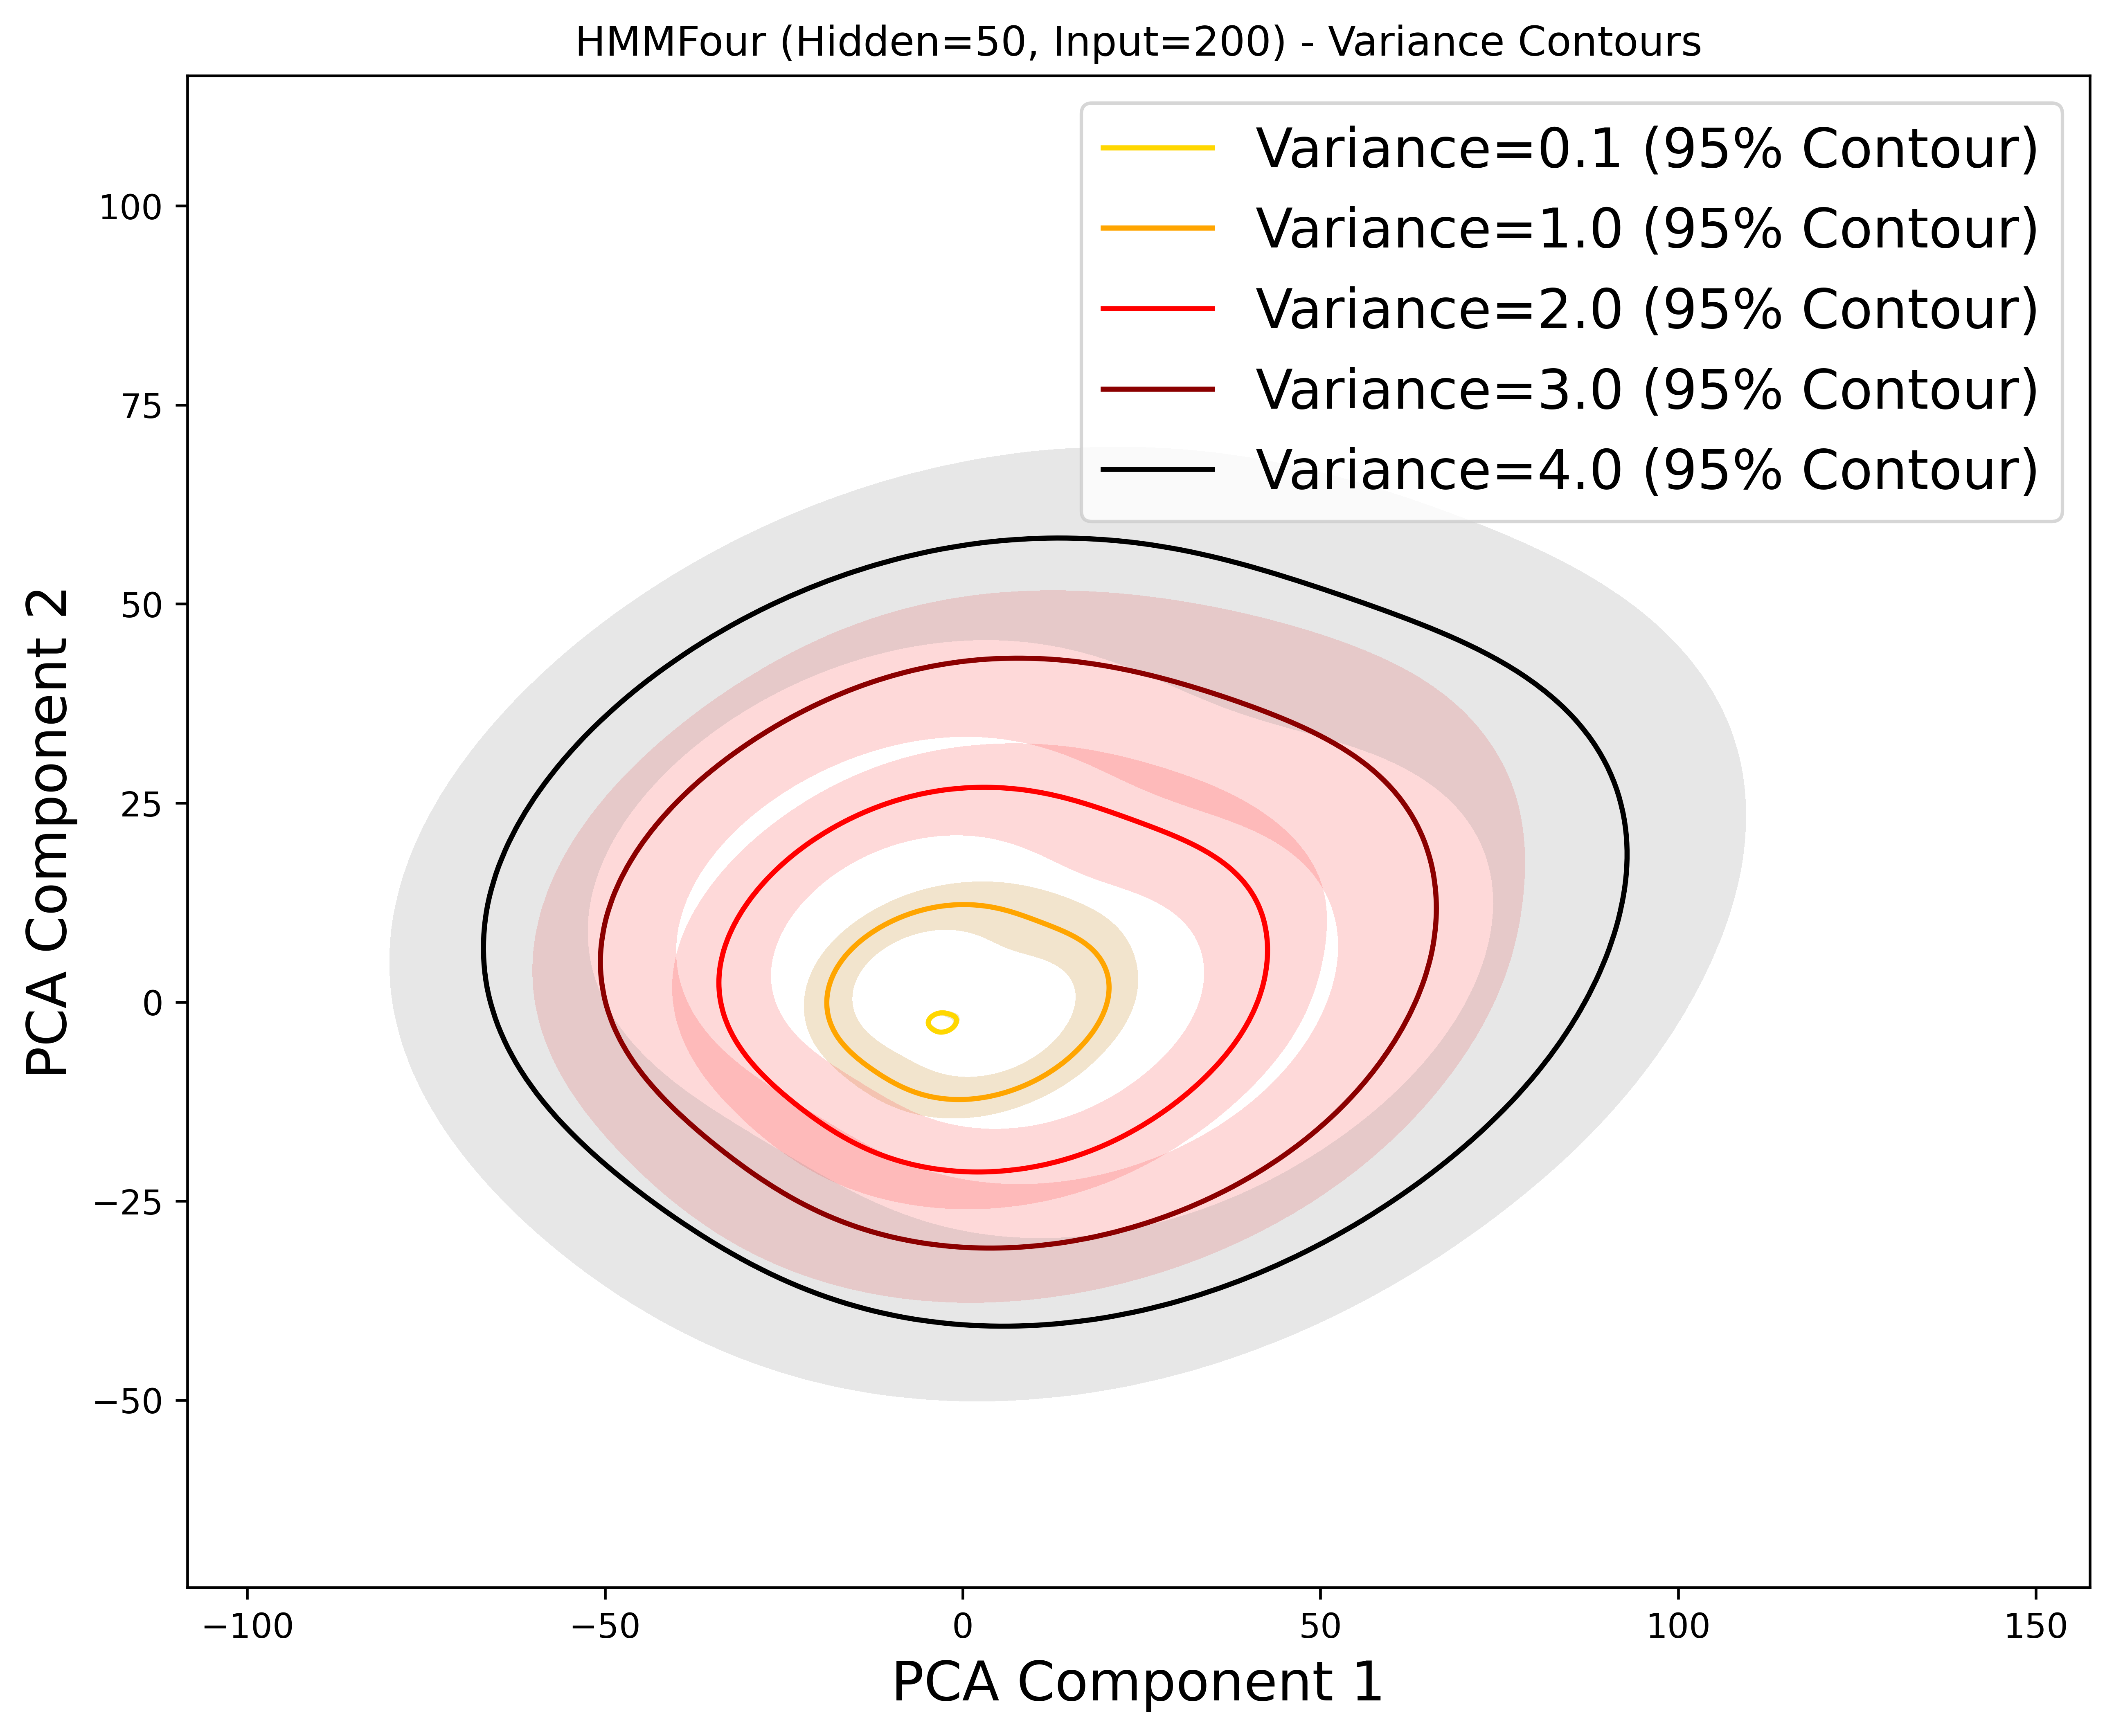 HMMFour (Hidden=50, Input=200) - Variance Contours
Variance=0.1 (95% Contour)
Variance=1.0 (95% Contour)
Variance=2.0 (95% Contour)
Variance=3.0 (95% Contour)
Variance=4.0 (95% Contour)
PCA Component 2
100
75
50
25
0
−25
−50
−100
−50
0
50
100
150
PCA Component 1